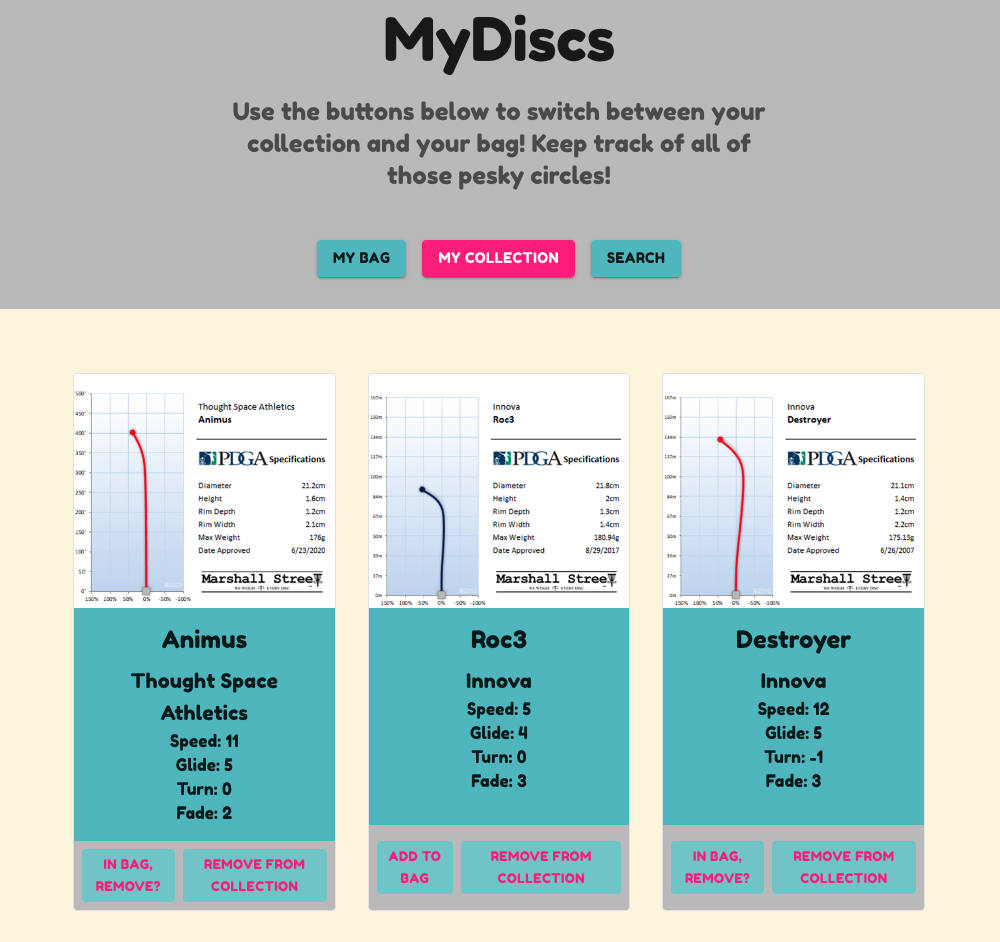 MyDiscs
Use the buttons below to switch between your
collection and your bag! Keep track of all of
those pesky circles!
MY BAG
MY COLLECTION
SEARCH
500'
450'
400'
350'
300'
250'
200'
150'
100'
50'
0'
150% 100% 50% 0% -50% -100%
Thought Space Athletics
Animus
PDGA Specifications
Diameter 21.2cm
Height 1.6cm
Rim Depth 1.2cm
Rim Width 2.1cm
Max Weight 176g
Date Approved 6/23/2020
Marshall Street
WE WEIGH EVERY DISC
Animus
Thought Space
Athletics
Speed: 11
Glide: 5
Turn: 0
Fade: 2
IN BAG,
REMOVE?
REMOVE FROM
COLLECTION
167m
150m
134m
117m
100m
84m
67m
50m
33m
17m
0m
150% 100% 50% 0% -50% -100%
Innova
Roc3
PDGA Specifications
Diameter 21.8cm
Height 2cm
Rim Depth 1.3cm
Rim Width 1.4cm
Max Weight 180.94g
Date Approved 8/29/2017
Marshall Street
WE WEIGH EVERY DISC
Roc3
Innova
Speed: 5
Glide: 4
Turn: 0
Fade: 3
ADD TO
BAG
REMOVE FROM
COLLECTION
167m
150m
134m
117m
100m
84m
67m
50m
33m
17m
0m
150% 100% 50% 0% -50% -100%
Innova
Destroyer
PDGA Specifications
Diameter 21.1cm
Height 1.4cm
Rim Depth 1.2cm
Rim Width 2.2cm
Max Weight 175.13g
Date Approved 6/26/2007
Marshall Street
WE WEIGH EVERY DISC
Destroyer
Innova
Speed: 12
Glide: 5
Turn: -1
Fade: 3
IN BAG,
REMOVE?
REMOVE FROM
COLLECTION